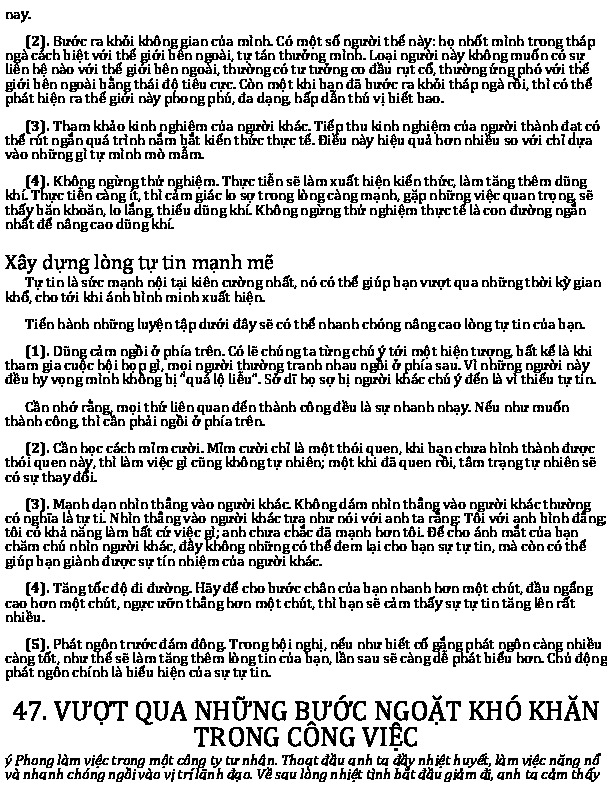 nay.
(2). Bước ra khỏi không gian của mình. Có một số người thế này: họ nhốt mình trong tháp
ngà cách biệt với thế giới bên ngoài, tự tán thưởng mình. Loại người này không muốn có sự
liên hệ nào với thế giới bên ngoài, thường có tư tưởng co đầu rụt cổ, thường ứng phó với thế
giới bên ngoài bằng thái độ tiêu cực. Còn một khi bạn đã bước ra khỏi tháp ngà rồi, thì có thể
phát hiện ra thế giới này phong phú, đa dạng, hấp dẫn thú vị biết bao.
(3). Tham khảo kinh nghiệm của người khác. Tiếp thu kinh nghiệm của người thành đạt có
thể rút ngắn quá trình nắm bắt kiến thức thực tế. Điều này hiệu quả hơn nhiều so với chỉ dựa
vào những gì tự mình mò mẫm.
(4). Không ngừng thử nghiệm. Thực tiễn sẽ làm xuất hiện kiến thức, làm tăng thêm dũng
khí. Thực tiễn càng ít, thì cảm giác lo sợ trong lòng càng mạnh, gặp những việc quan trọng, sẽ
thấy băn khoăn, lo lắng, thiếu dũng khí. Không ngừng thử nghiệm thực tế là con đường ngắn
nhất để nâng cao dũng khí.
Xây dựng lòng tự tin mạnh mẽ
Tự tin là sức mạnh nội tại kiên cường nhất, nó có thể giúp bạn vượt qua những thời kỳ gian
khổ, cho tới khi ánh bình minh xuất hiện.
Tiến hành những luyện tập dưới đây sẽ có thể nhanh chóng nâng cao lòng tự tin của bạn.
(1). Dũng cảm ngồi ở phía trên. Có lẽ chúng ta từng chú ý tới một hiện tượng, bất kể là khi
tham gia cuộc hội họp gì, mọi người thường tranh nhau ngồi ở phía sau. Vì những người này
đều hy vọng mình không bị "quá lộ liễu". Sở dĩ họ sợ bị người khác chú ý đến là vì thiếu tự tin.
Cần nhớ rằng, mọi thứ liên quan đến thành công đều là sự nhanh nhạy. Nếu như muốn
thành công, thì cần phải ngồi ở phía trên.
(2). Cần học cách mỉm cười. Mỉm cười chỉ là một thói quen, khi bạn chưa hình thành được
thói quen này, thì làm việc gì cũng không tự nhiên; một khi đã quen rồi, tâm trạng tự nhiên sẽ
có sự thay đổi.
(3). Mạnh dạn nhìn thẳng vào người khác. Không dám nhìn thẳng vào người khác thường
có nghĩa là tự ti. Nhìn thẳng vào người khác tựa như nói với anh ta rằng: Tôi với anh bình đẳng;
tôi có khả năng làm bất cứ việc gì; anh chưa chắc đã mạnh hơn tôi. Để cho ánh mắt của bạn
chăm chú nhìn người khác, đầy không những có thể đem lại cho bạn sự tự tin, mà còn có thể
giúp bạn giành được sự tín nhiệm của người khác.
(4). Tăng tốc độ đi đường. Hãy để cho bước chân của bạn nhanh hơn một chút, đầu ngẩng
cao hơn một chút, ngực ưỡn thẳng hơn một chút, thì bạn sẽ cảm thấy sự tự tin tăng lên rất
nhiều.
(5). Phát ngôn trước đám đông. Trong hội nghị, nếu như biết cố gắng phát ngôn càng nhiều
càng tốt, như thế sẽ làm tăng thêm lòng tin của bạn, lần sau sẽ càng dễ phát biểu hơn. Chủ động
phát ngôn chính là biểu hiện của sự tự tin.
47. VƯỢT QUA NHỮNG BƯỚC NGOẶT KHÓ KHĂN
TRONG CÔNG VIỆC
ý Phong làm việc trong một công ty tư nhân. Thoạt đầu anh ta đầy nhiệt huyết, làm việc năng nổ
và nhanh chóng ngồi vào vị trí lãnh đạo. Về sau lòng nhiệt tình bắt đầu giảm đi, anh ta cảm thấy